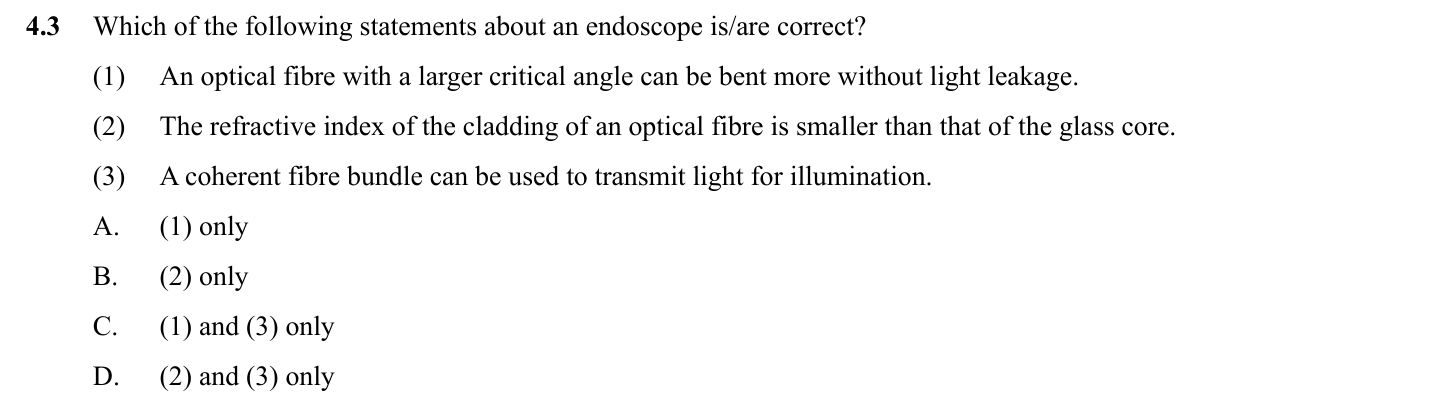 4.3 Which of the following statements about an endoscope is/are correct?
(1) An optical fibre with a larger critical angle can be bent more without light leakage.
(2) The refractive index of the cladding of an optical fibre is smaller than that of the glass core.
(3) A coherent fibre bundle can be used to transmit light for illumination.
A. (1) only
B. (2) only
C. (1) and (3) only
D. (2) and (3) only